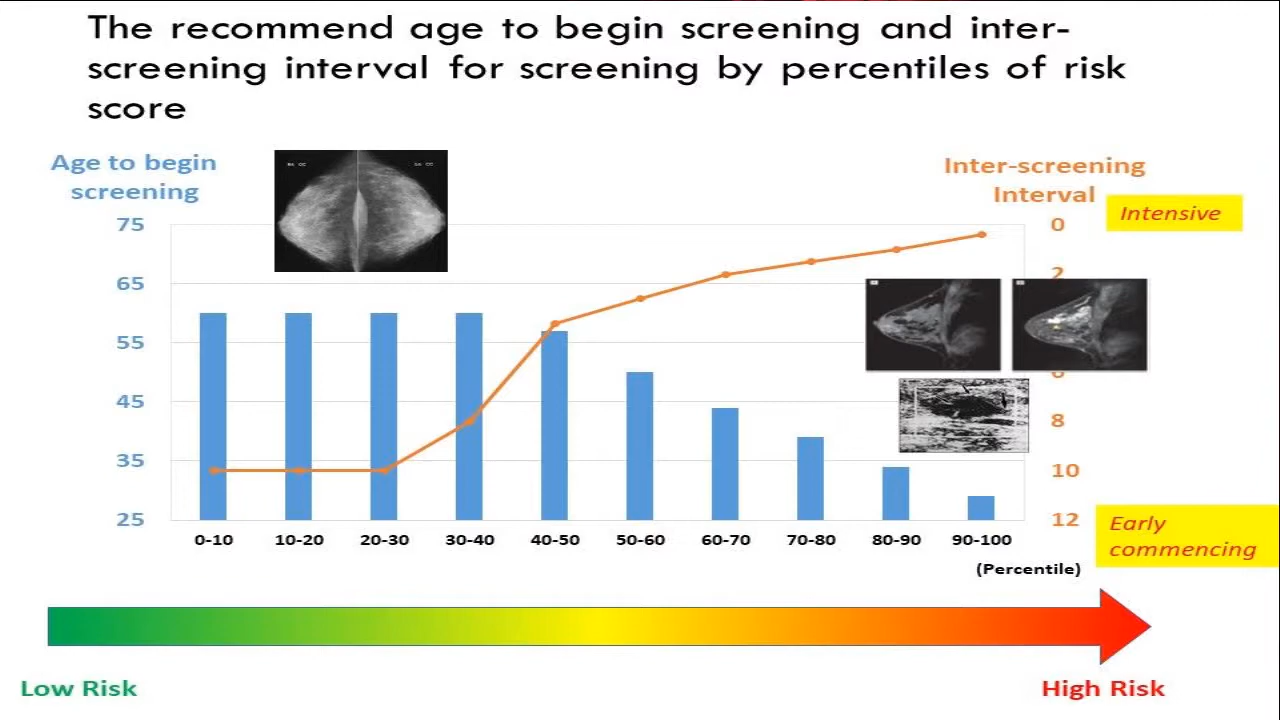 The recommend age to begin screening and inter-
screening interval for screening by percentiles of risk
score
Age to begin
screening
Inter-screening
Interval
Intensive
75
65
55
45
35
25
0
2
8
10
12
Early
commencing
0-10
10-20
20-30
30-40
40-50
50-60
60-70
70-80
80-90
90-100
(Percentile)
Low Risk
High Risk